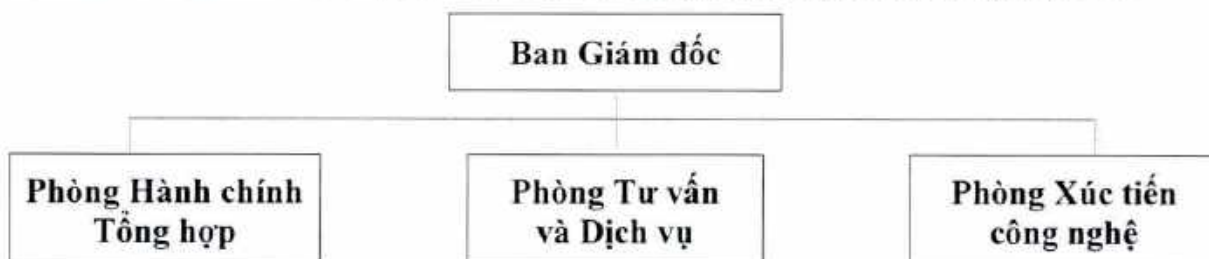 Ban Giám đốc
Phòng Hành chính
Tổng hợp
Phòng Tư vấn
và Dịch vụ
Phòng Xúc tiến
công nghệ